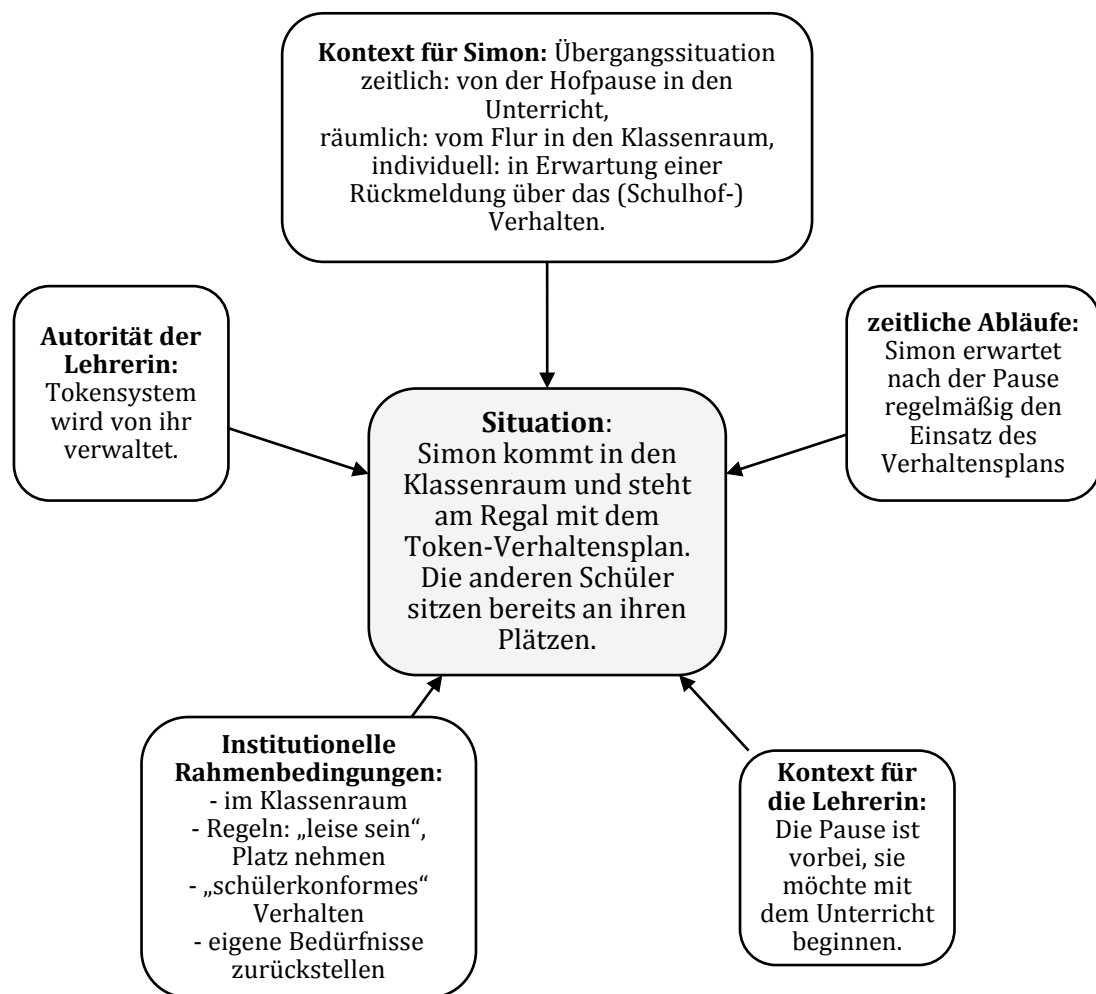 Kontext für Simon: Übergangssituation
zeitlich: von der Hofpause in den
Unterricht,
räumlich: vom Flur in den Klassenraum,
individuell: in Erwartung einer
Rückmeldung über das (Schulhof-)
Verhalten.
Autorität der
Lehrerin:
Tokensystem
wird von ihr
verwaltet.
zeitliche Abläufe:
Simon erwartet
nach der Pause
regelmäßig den
Einsatz des
Verhaltensplans
Situation:
Simon kommt in den
Klassenraum und steht
am Regal mit dem
Token-Verhaltensplan.
Die anderen Schüler
sitzen bereits an ihren
Plätzen.
Institutionelle
Rahmenbedingungen:
- im Klassenraum
- Regeln: „leise sein“,
Platz nehmen
- „schülerkonformes“
Verhalten
- eigene Bedürfnisse
zurückstellen
Kontext für
die Lehrerin:
Die Pause ist
vorbei, sie
möchte mit
dem Unterricht
beginnen.